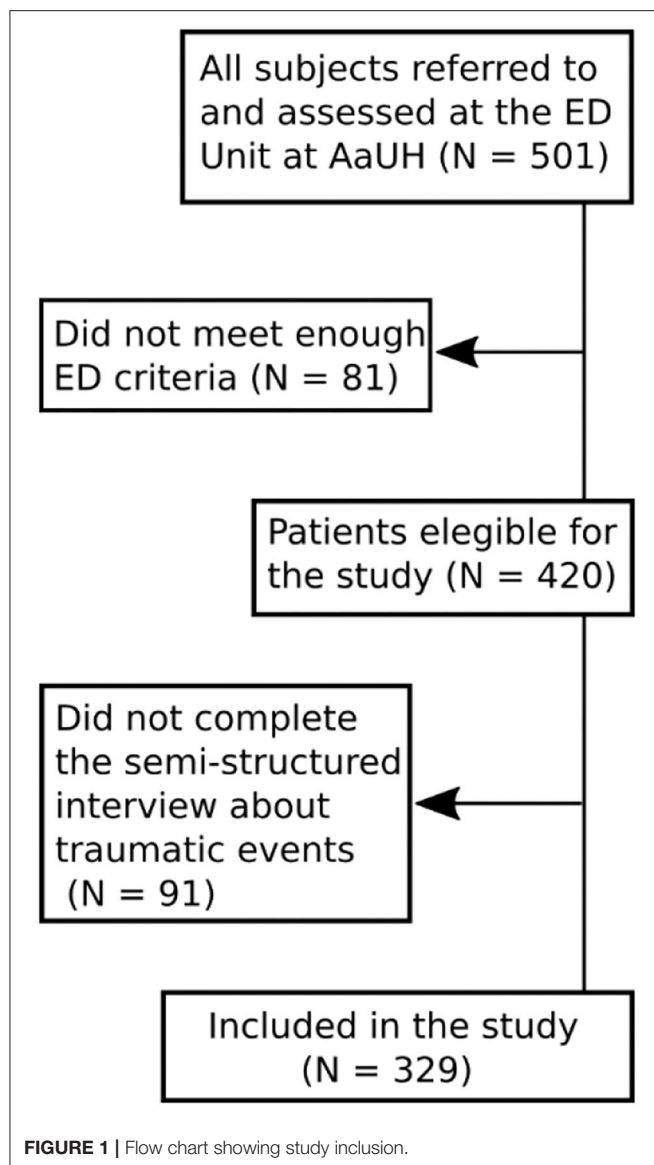 All subjects referred to
and assessed at the ED
Unit at AaUH (N = 501)
Did not meet enough
ED criteria (N = 81)
Patients elegible for
the study (N = 420)
Did not complete
the semi-structured
interview about
traumatic events
(N = 91)
Included in the study
(N = 329)
FIGURE 1 | Flow chart showing study inclusion.